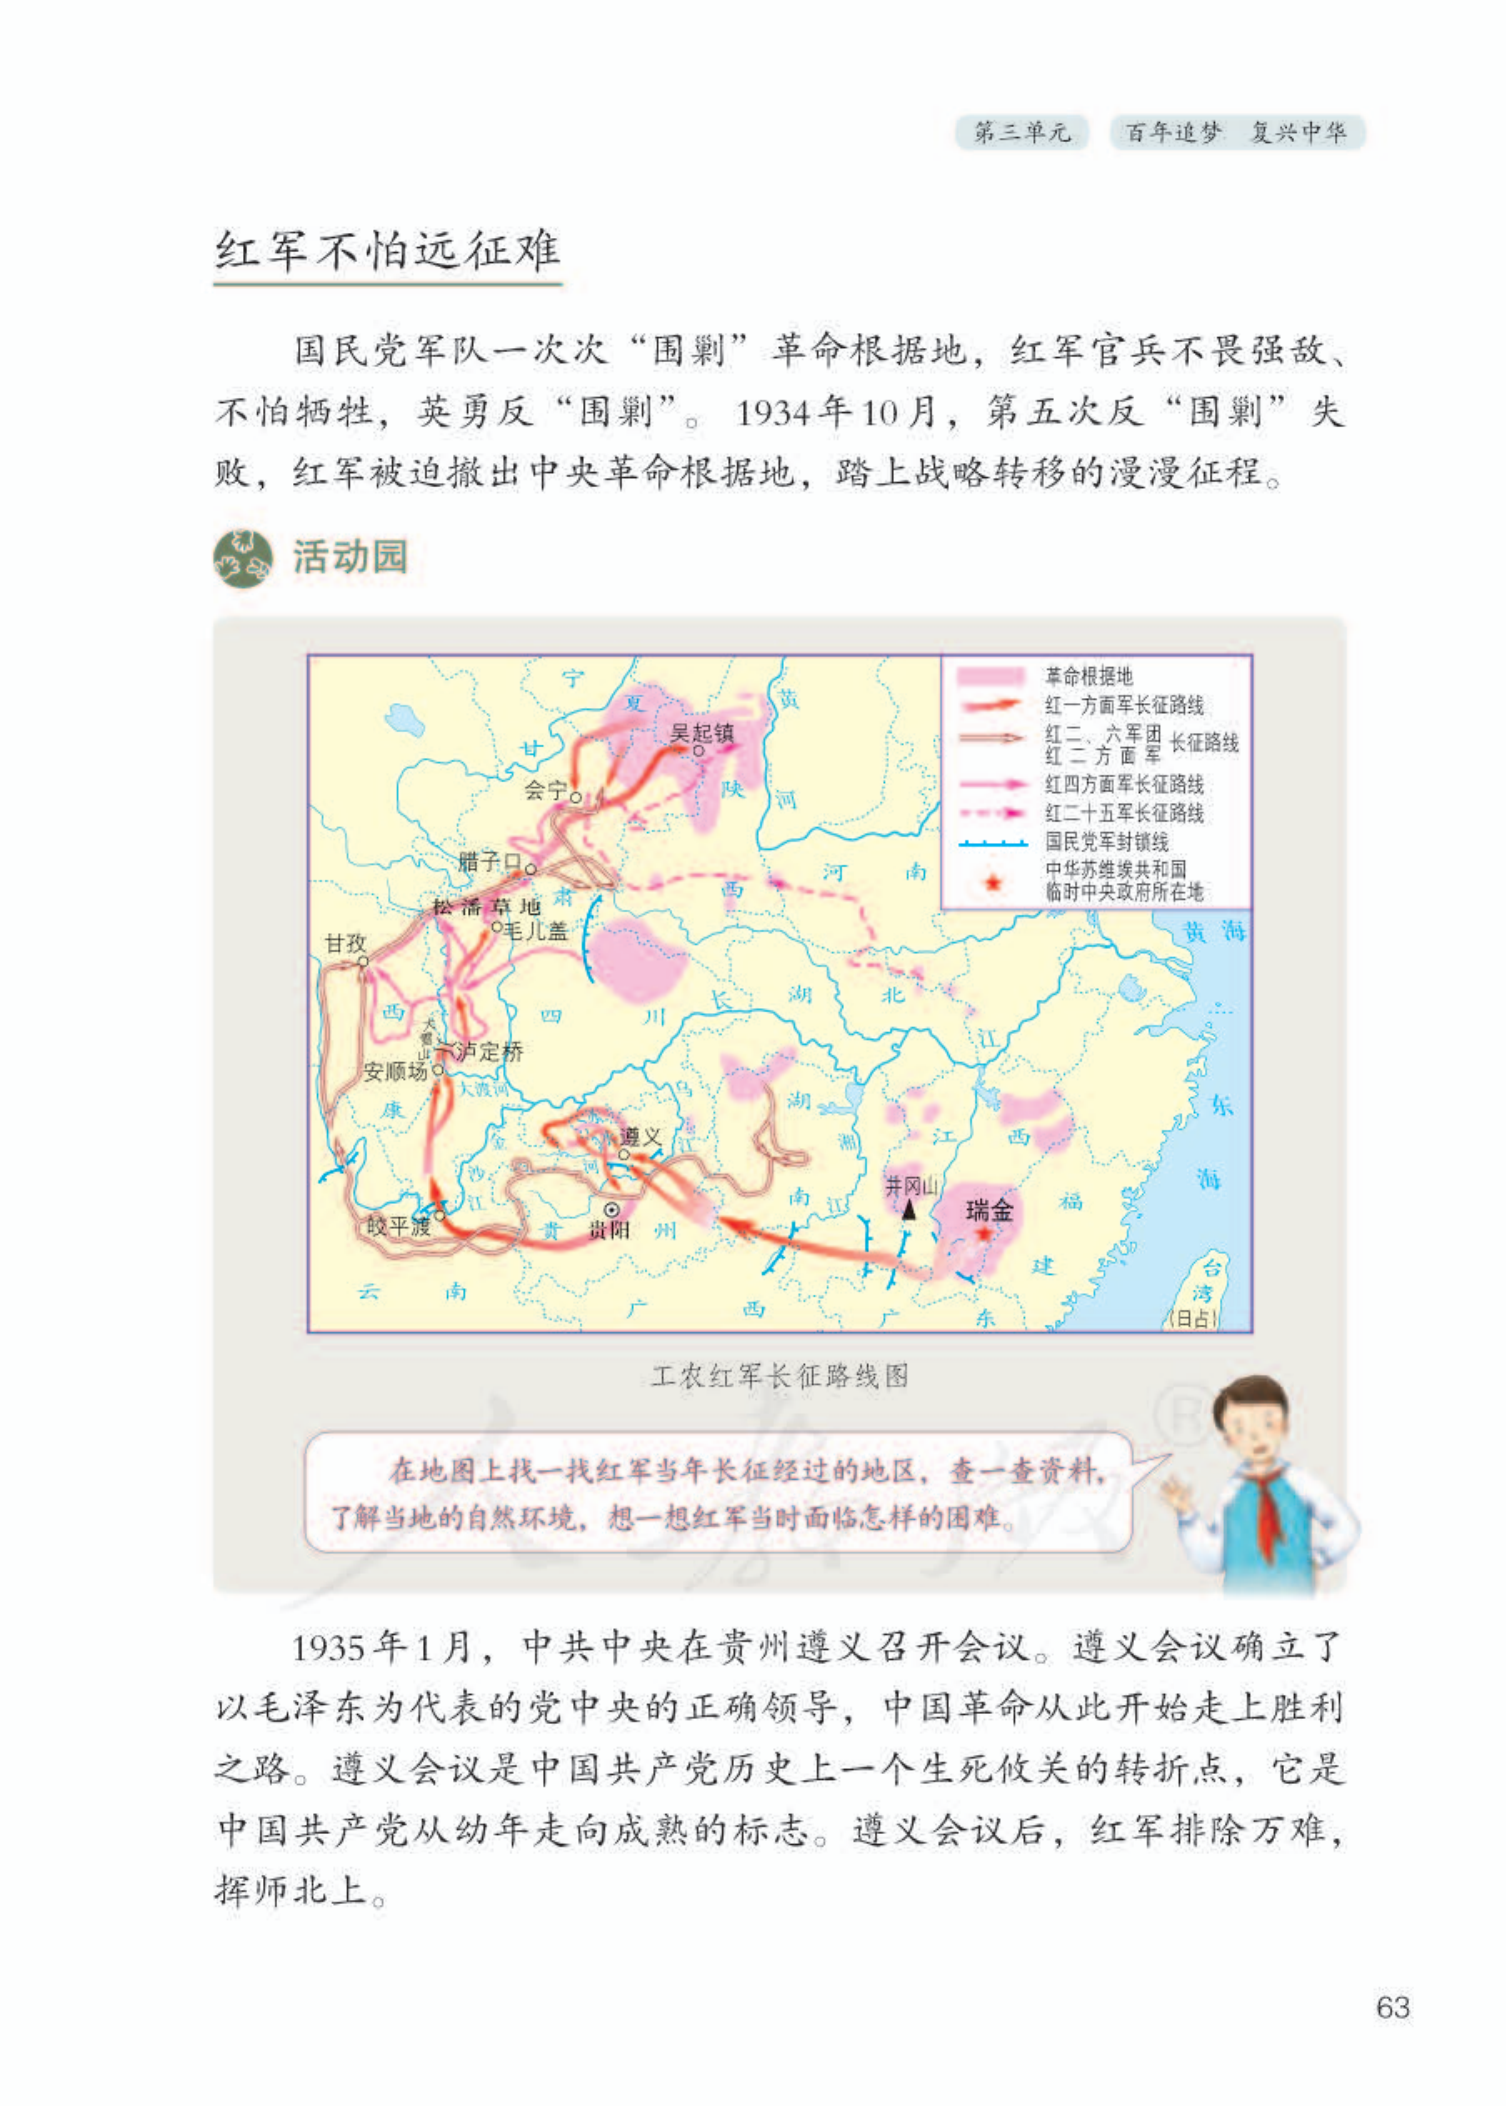 第三单元 百年追梦 复兴中华
红军不怕远征难
国民党军队一次次“围剿”革命根据地，红军官兵不畏强敌、
不怕牺牲，英勇反“围剿”。1934年10月，第五次反“围剿”失
败，红军被迫撤出中央革命根据地，踏上战略转移的漫漫征程。
活动园
革命根据地
红一方面军长征路线
红二、六军团
红二方面军
长征路线
红四方面军长征路线
红二十五军长征路线
国民党军封锁线
中华苏维埃共和国
临时中央政府所在地
宁
夏
黄
吴起镇
甘
会宁
陕
河
腊子口
河
南
西
肃
松潘草地
毛儿盖
黄海
甘孜
西
四
川
长
湖
北
江
大雪山
泸定桥
安顺场
大渡河
康
乌
湖
东
金
赤
水
遵义
江
湘
江
西
沙
河
海
江
南
江
井冈山
福
瑞金
皎平渡
贵
贵阳
州
建
台
云
南
湾
广
西
广
东
(日占)
工农红军长征路线图
在地图上找一找红军当年长征经过的地区，查一查资料，
了解当地的自然环境，想一想红军当时面临怎样的困难。
1935年1月，中共中央在贵州遵义召开会议。遵义会议确立了
以毛泽东为代表的党中央的正确领导，中国革命从此开始走上胜利
之路。遵义会议是中国共产党历史上一个生死攸关的转折点，它是
中国共产党从幼年走向成熟的标志。遵义会议后，红军排除万难，
挥师北上。
63